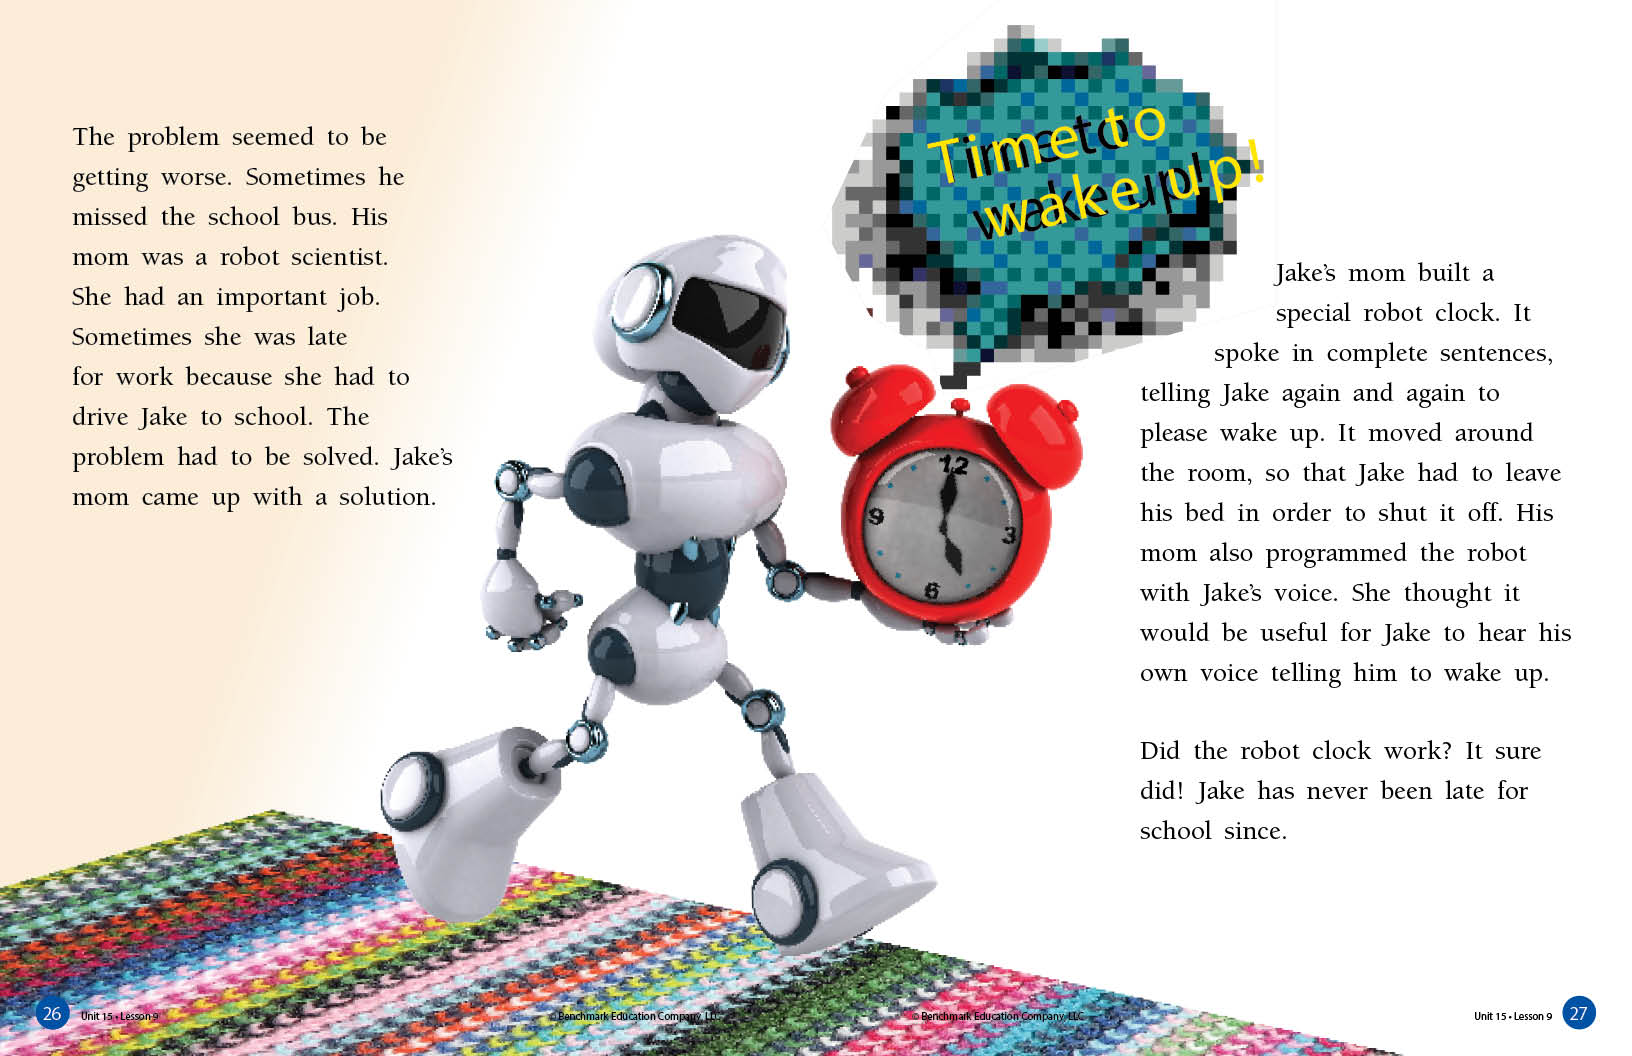 The problem seemed to be
getting worse. Sometimes he
missed the school bus. His
mom was a robot scientist.
She had an important job.
Sometimes she was late
for work because she had to
drive Jake to school. The
problem had to be solved. Jake's
mom came up with a solution.
Time to
wake up!
12
3
6
9
Jake's mom built a
special robot clock. It
spoke in complete sentences,
telling Jake again and again to
please wake up. It moved around
the room, so that Jake had to leave
his bed in order to shut it off. His
mom also programmed the robot
with Jake's voice. She thought it
would be useful for Jake to hear his
own voice telling him to wake up.
Did the robot clock work? It sure
did! Jake has never been late for
school since.
26 Unit 15 • Lesson 9
© Benchmark Education Company, LLC
© Benchmark Education Company, LLC
Unit 15 • Lesson 9 27